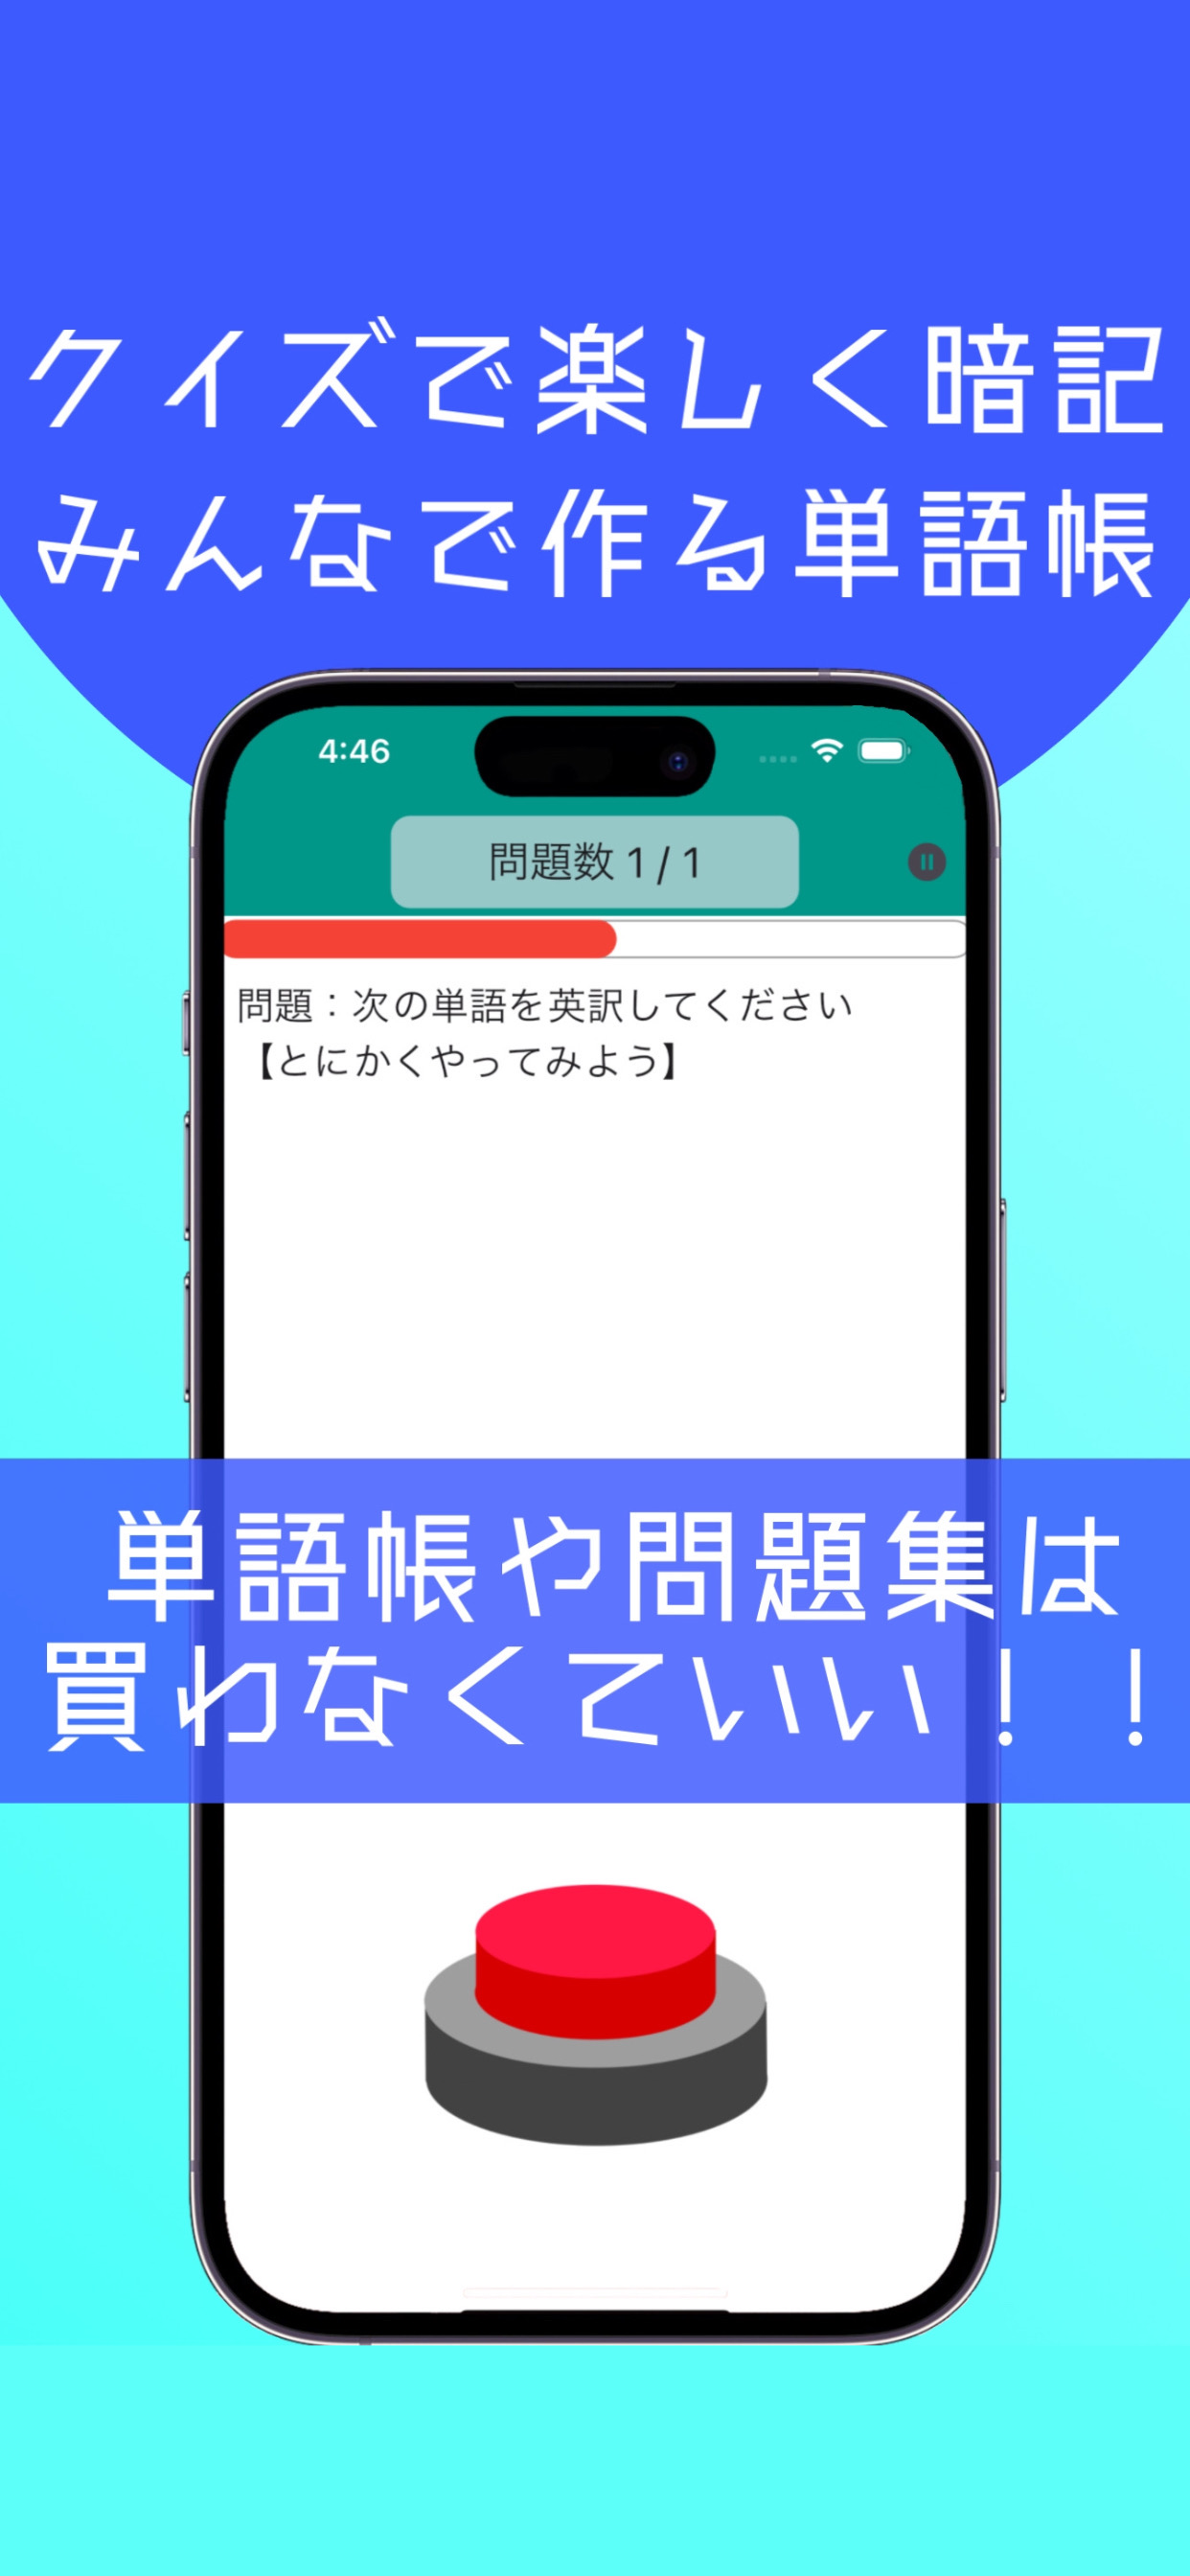 クイズで楽しく暗記
みんなで作る単語帳
4:46
問題数 1 / 1
問題：次の単語を英訳してください
【とにかくやってみよう】
単語帳や問題集は
買わなくていい！！